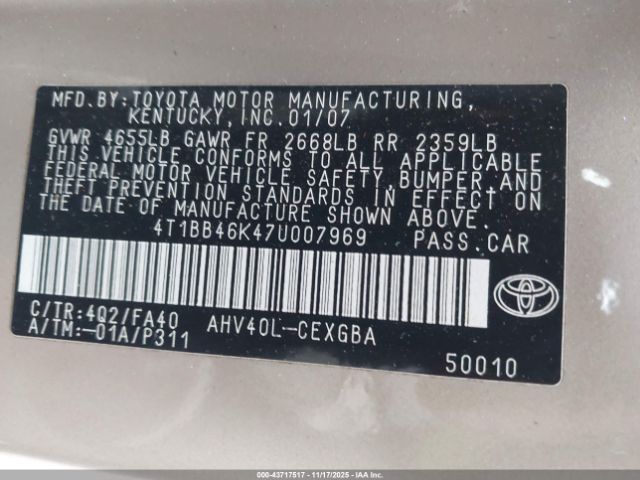 MFD.BY:TOYOTA MOTOR MANUFACTURING,
KENTUCKY,INC.01/07
GVWR 4655LB GAWR FR 2668LB RR 2359LB
THIS VEHICLE CONFORMS TO ALL APPLICABLE
FEDERAL MOTOR VEHICLE SAFETY,BUMPER AND
THEFT PREVENTION STANDARDS IN EFFECT ON
THE DATE OF MANUFACTURE SHOWN ABOVE.
4T1BB46K47U007969 PASS.CAR
C/TR:4Q2/FA40 AHV40L-CEXGBA
A/TM:-01A/P311
TOYOTA
50010
000-43717517 - 11/17/2025 - Copyright IAA, Inc.